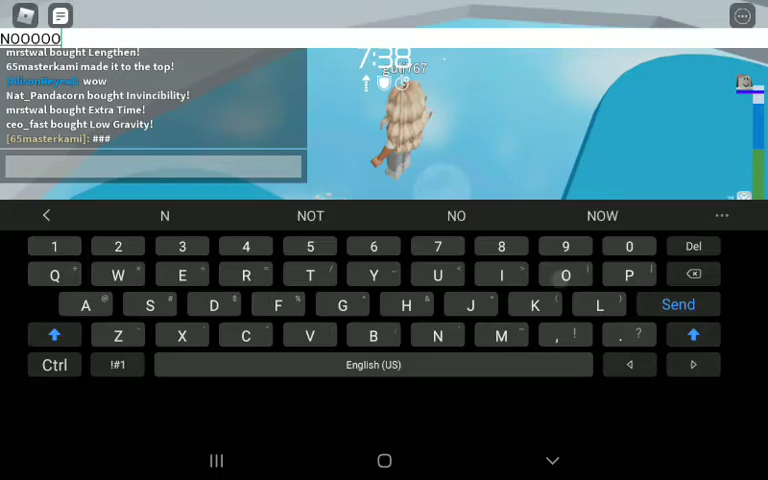 NOOOOO
mrstwal bought Lengthen!
65masterkami made it to the top!
wow
Nat_Pandacorn bought Invincibility!
mrstwal bought Extra Time!
ceo_fast bought Low Gravity!
[65masterkami]: ###
7:38
N NOT NO NOW ...
1 2 3 4 5 6 7 8 9 0 Del
Q W E R T Y U I O P
A S D F G H J K L Send
Z X C V B N M , ! . ?
Ctrl !#1 English (US)